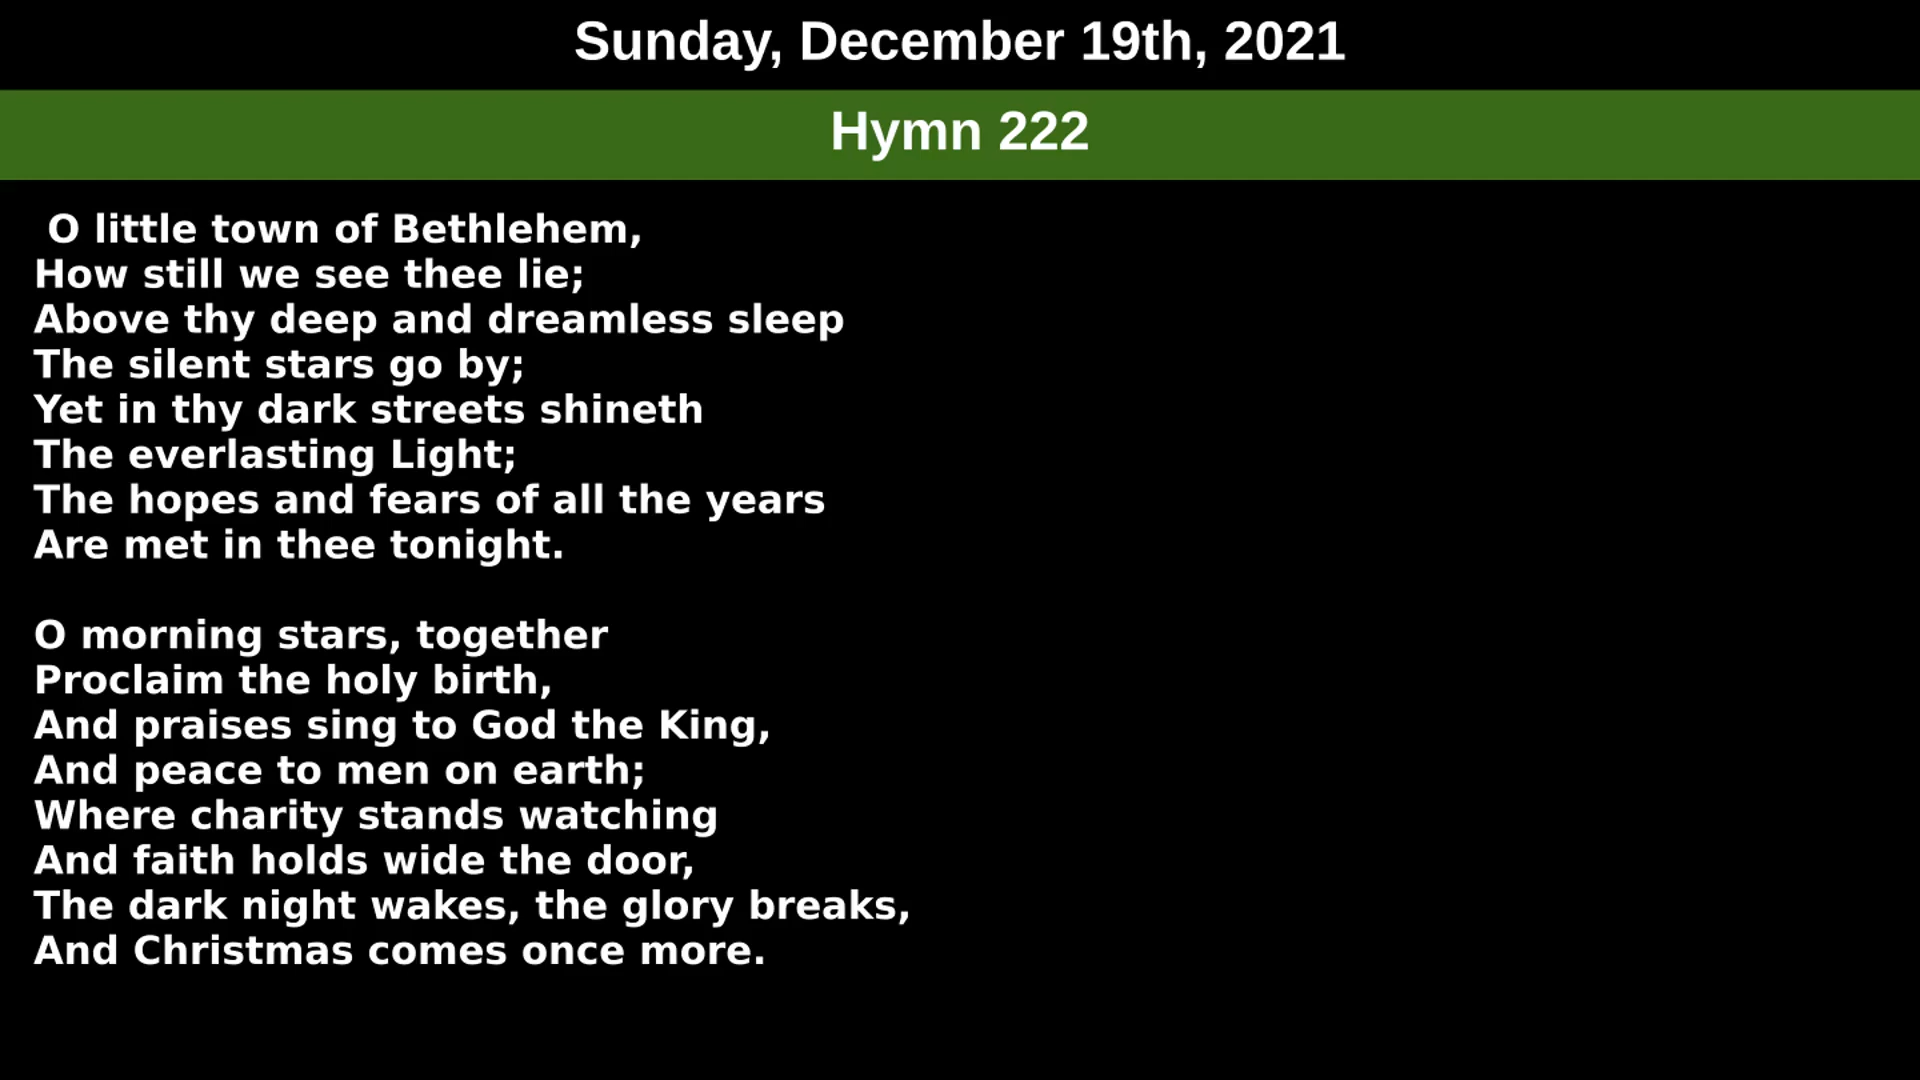 Sunday, December 19th, 2021
Hymn 222
O little town of Bethlehem,
How still we see thee lie;
Above thy deep and dreamless sleep
The silent stars go by;
Yet in thy dark streets shineth
The everlasting Light;
The hopes and fears of all the years
Are met in thee tonight.

O morning stars, together
Proclaim the holy birth,
And praises sing to God the King,
And peace to men on earth;
Where charity stands watching
And faith holds wide the door,
The dark night wakes, the glory breaks,
And Christmas comes once more.